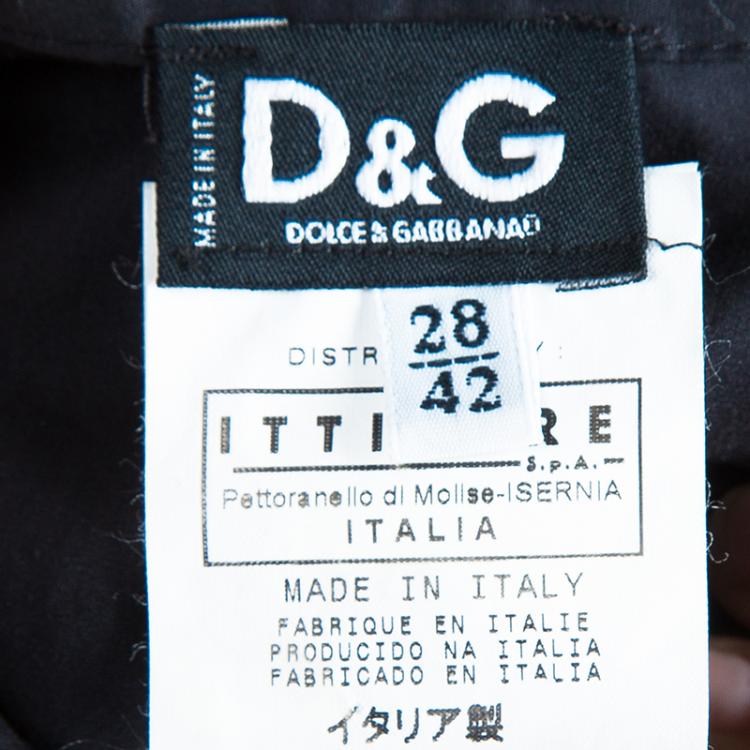 MADE IN ITALY
D&G
DOLCE & GABBANA
28
42
DISTR
ITTI RE
S.p.A.
Pettoranello di Molise-ISERNIA
ITALIA
MADE IN ITALY
FABRIQUE EN ITALIE
PRODUCIDO NA ITALIA
FABRICADO EN ITALIA
イタリア製